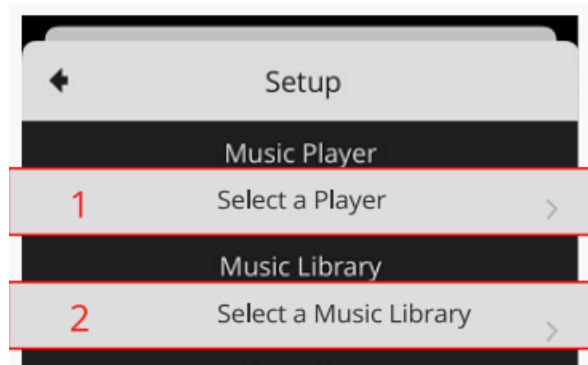 Setup
Music Player
1 Select a Player
Music Library
2 Select a Music Library